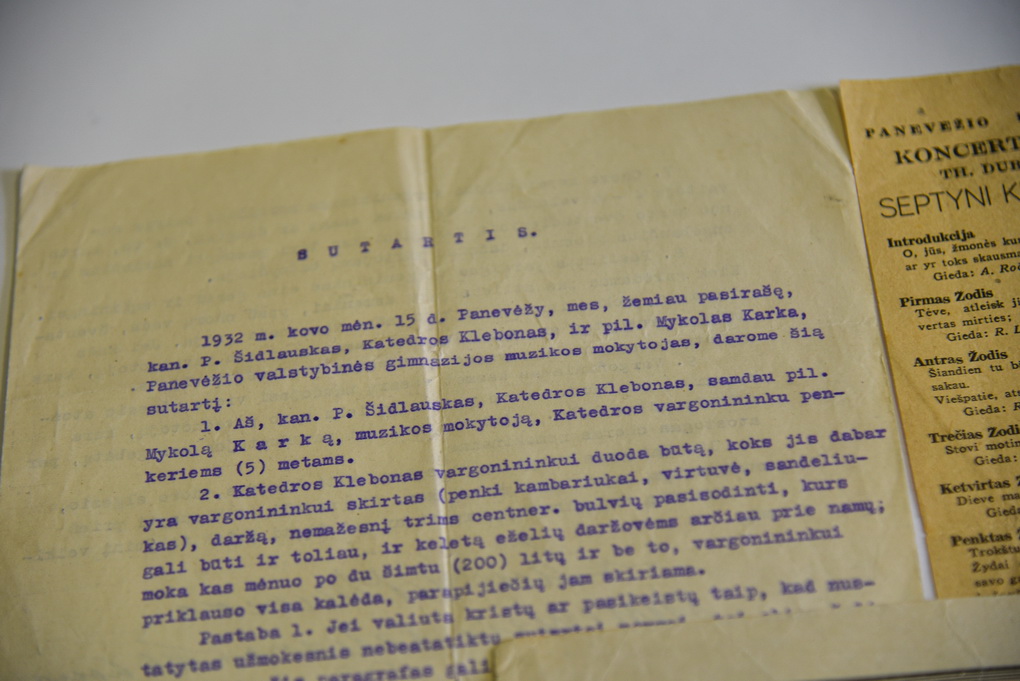 S U T A R T I S.
1932 m. kovo mėn. 15 d. Panevėžy, mes, žemiau pasirašę,
kan. P. Šidlauskas, Katedros Klebonas, ir pil. Mykolas Karka,
Panevėžio valstybinės gimnazijos muzikos mokytojas, darome šią
sutartį:
1. Aš, kan. P. Šidlauskas, Katedros Klebonas, samdau pil.
Mykolą K a r k ą, muzikos mokytoją, Katedros vargonininku pen-
keriems (5) metams.
2. Katedros Klebonas vargonininkui duoda būtą, koks jis dabar
yra vargonininkui skirtas (penki kambariukai, virtuvė, sandeliu-
kas), daržą, nemažesnį trims centner. bulvių pasisodinti, kurs
gali būti ir toliau, ir keletą eželių daržovėms arčiau prie namų;
moka kas mėnuo po du šimtu (200) litų ir be to, vargonininkui
priklauso visa kalėda, parapijiečių jam skiriama.
Pastaba 1. Jei valiuta kristų ar pasikeistų taip, kad nus-
tatytas užmokesnis nebeatatiktų
paragrafas gali
PANEVĖŽIO
KONCERT
TH. DUB
SEPTYNI
Introdukcija
O, jūs, žmonės
ar yr toks
Gieda: A.
Pirmas Žodis
Tėve, atleisk
vertas mirties;
Gieda: R.
Antras Žodis
Šiandien tu
sakau.
Viešpatie,
Gieda:
Trečias Žodis
Stovi
Gieda:
Ketvirtas
Dieve
Gieda
Penktas
Žydai
savo